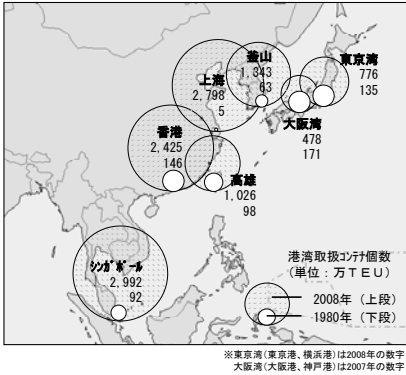 釜山
1,343
63
東京湾
776
135
上海
2,798
5
大阪湾
478
171
香港
2,425
146
高雄
1,026
98
シンガポール
2,992
92
港湾取扱コンテナ個数
(単位：万TEU)
2008年（上段）
1980年（下段）
※東京湾(東京港、横浜港)は2008年の数字
大阪湾(大阪港、神戸港)は2007年の数字